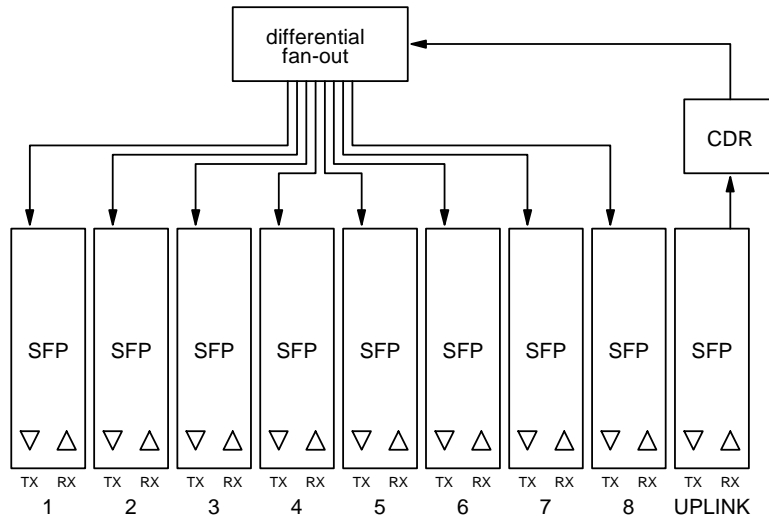 differential
fan-out
CDR
SFP SFP SFP SFP SFP SFP SFP SFP SFP
TX RX TX RX TX RX TX RX TX RX TX RX TX RX TX RX TX RX
1 2 3 4 5 6 7 8 UPLINK